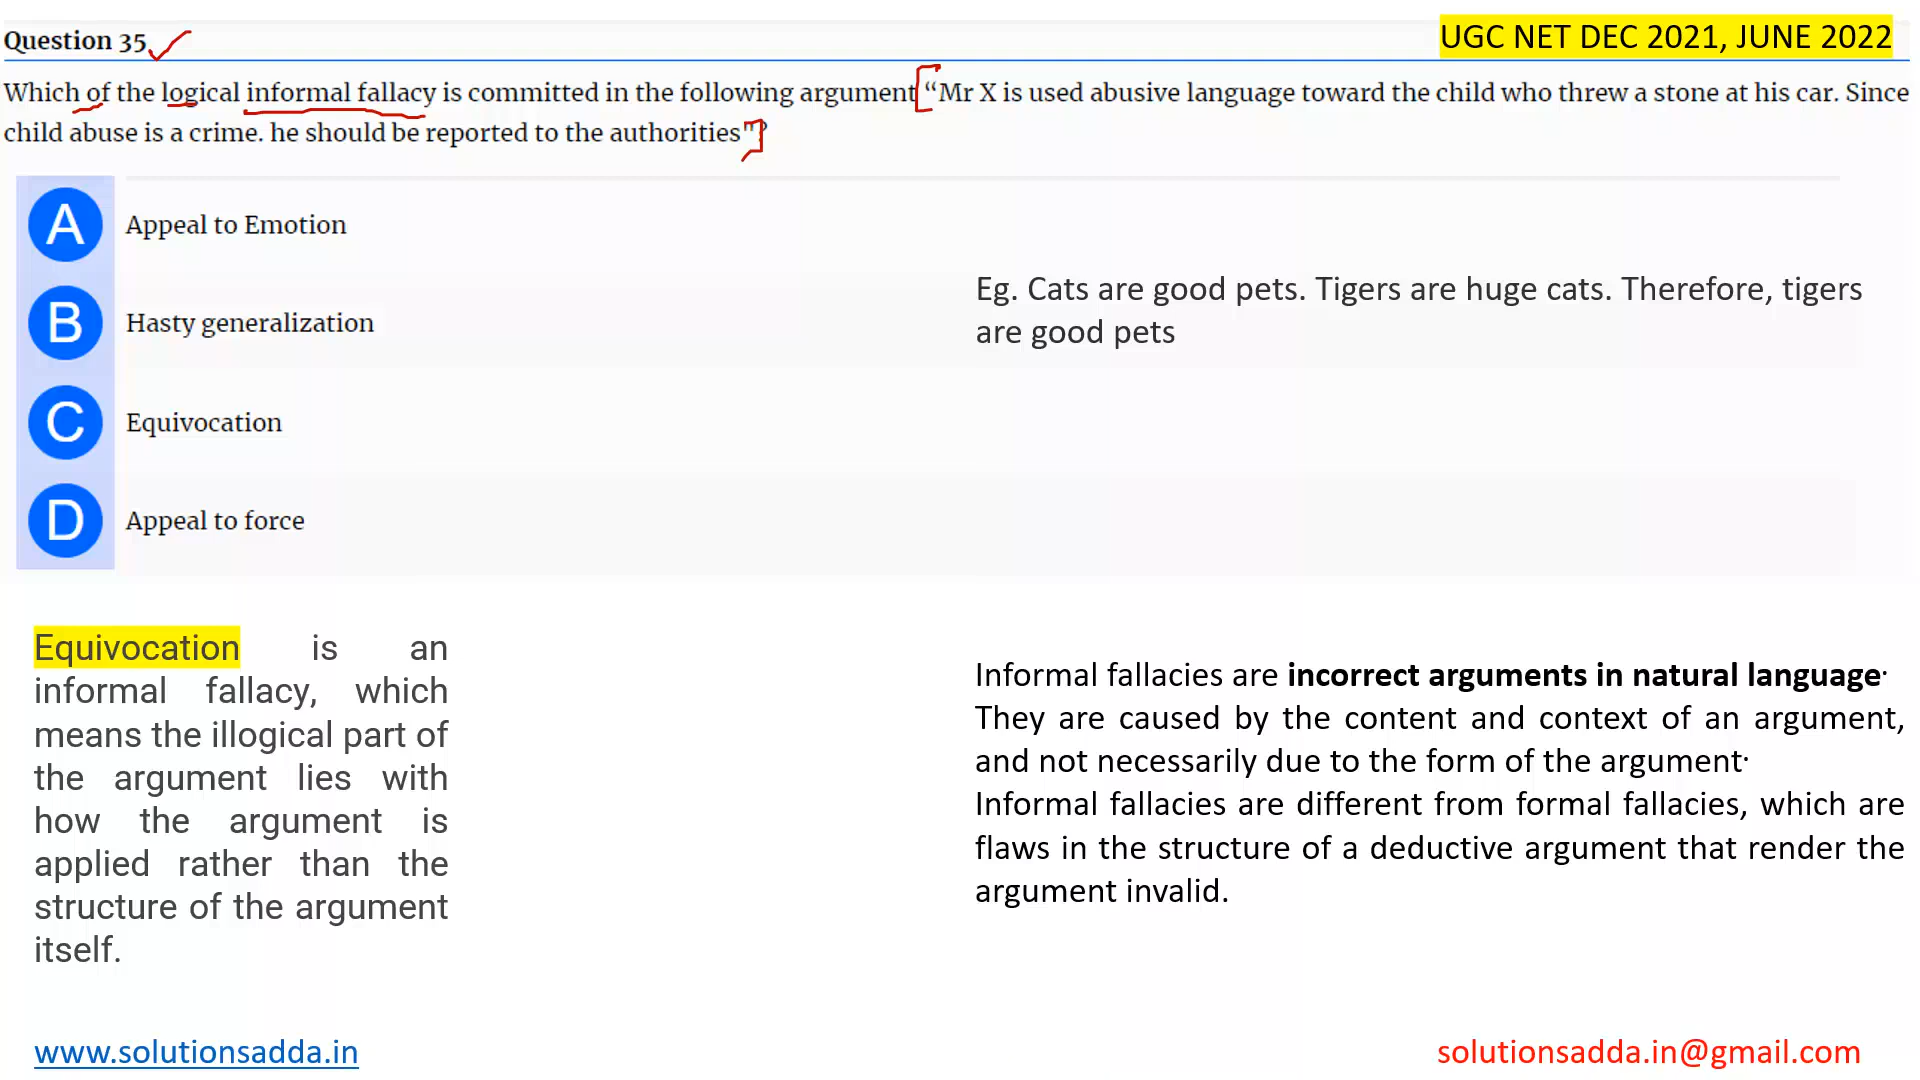 Question 35
UGC NET DEC 2021, JUNE 2022
Which of the logical informal fallacy is committed in the following argument “Mr X is used abusive language toward the child who threw a stone at his car. Since
child abuse is a crime. he should be reported to the authorities"?
A Appeal to Emotion
B Hasty generalization
C Equivocation
D Appeal to force
Eg. Cats are good pets. Tigers are huge cats. Therefore, tigers
are good pets
Equivocation is an
informal fallacy, which
means the illogical part of
the argument lies with
how the argument is
applied rather than the
structure of the argument
itself.
Informal fallacies are incorrect arguments in natural language.
They are caused by the content and context of an argument,
and not necessarily due to the form of the argument.
Informal fallacies are different from formal fallacies, which are
flaws in the structure of a deductive argument that render the
argument invalid.
www.solutionsadda.in
solutionsadda.in@gmail.com